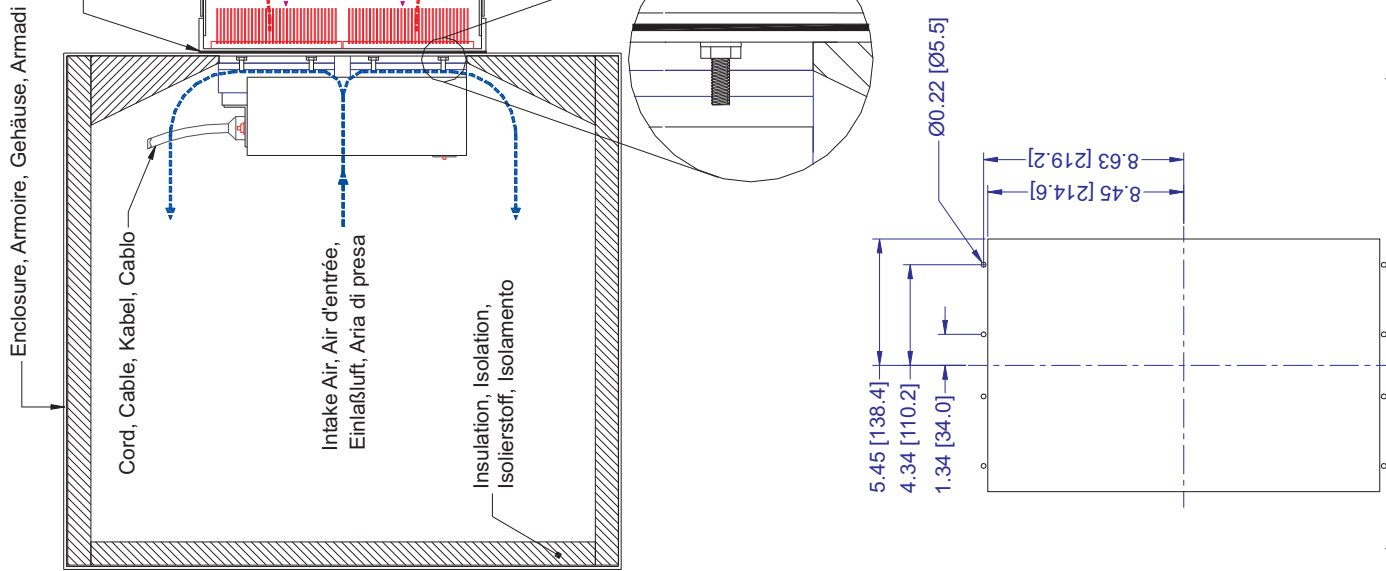 Enclosure, Armoire, Gehäuse, Armadi
Cord, Cable, Kabel, Cablo
Intake Air, Air d'entrée,
Einlaßluft, Aria di presa
Insulation, Isolation,
Isolierstoff, Isolamento
Ø0.22 [Ø5.5]
8.63 [219.2]
8.45 [214.6]
5.45 [138.4]
4.34 [110.2]
1.34 [34.0]